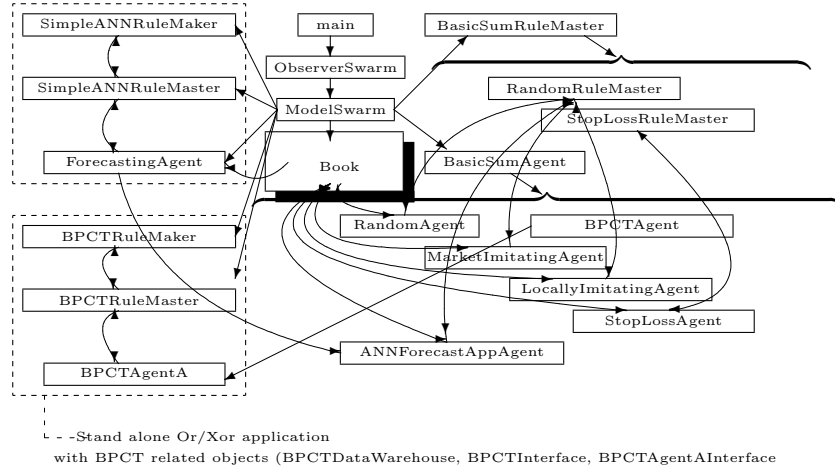 SimpleANNRuleMaker
main
BasicSumRuleMaster
ObserverSwarm
SimpleANNRuleMaster
RandomRuleMaster
ModelSwarm
StopLossRuleMaster
ForecastingAgent
Book
BasicSumAgent
RandomAgent
BPCTAgent
BPCTRuleMaker
MarketImitatingAgent
LocallyImitatingAgent
BPCTRuleMaster
StopLossAgent
ANNForecastAppAgent
BPCTAgentA
Stand alone Or/Xor application
with BPCT related objects (BPCTDataWarehouse, BPCTInterface, BPCTAgentAInterface